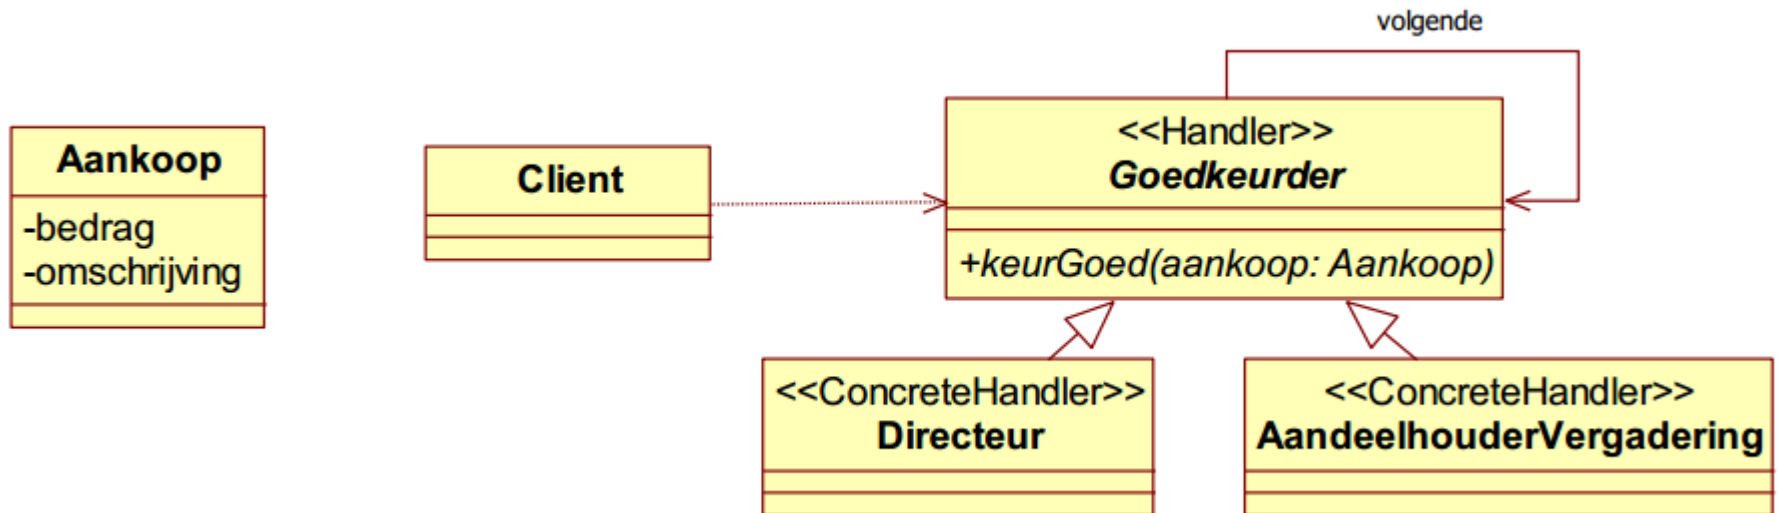 volgende
Aankoop
-bedrag
-omschrijving
Client
<<Handler>>
Goedkeurder
+keurGoed(aankoop: Aankoop)
<<ConcreteHandler>>
Directeur
<<ConcreteHandler>>
AandeelhouderVergadering